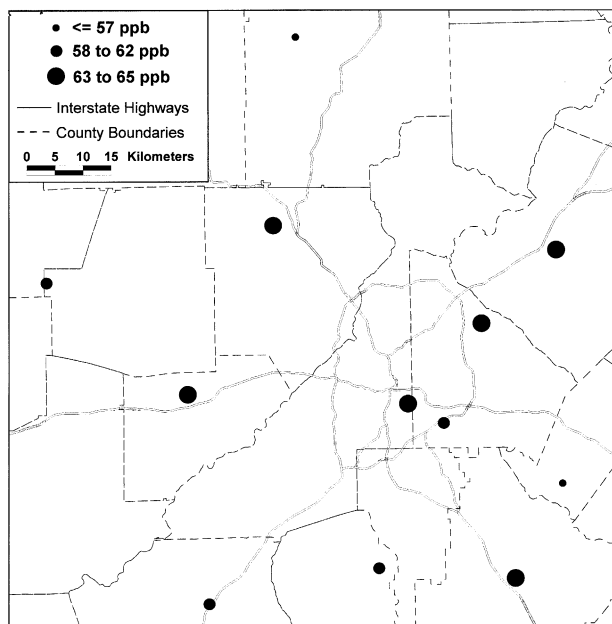 <= 57 ppb
58 to 62 ppb
63 to 65 ppb
Interstate Highways
County Boundaries
0 5 10 15 Kilometers